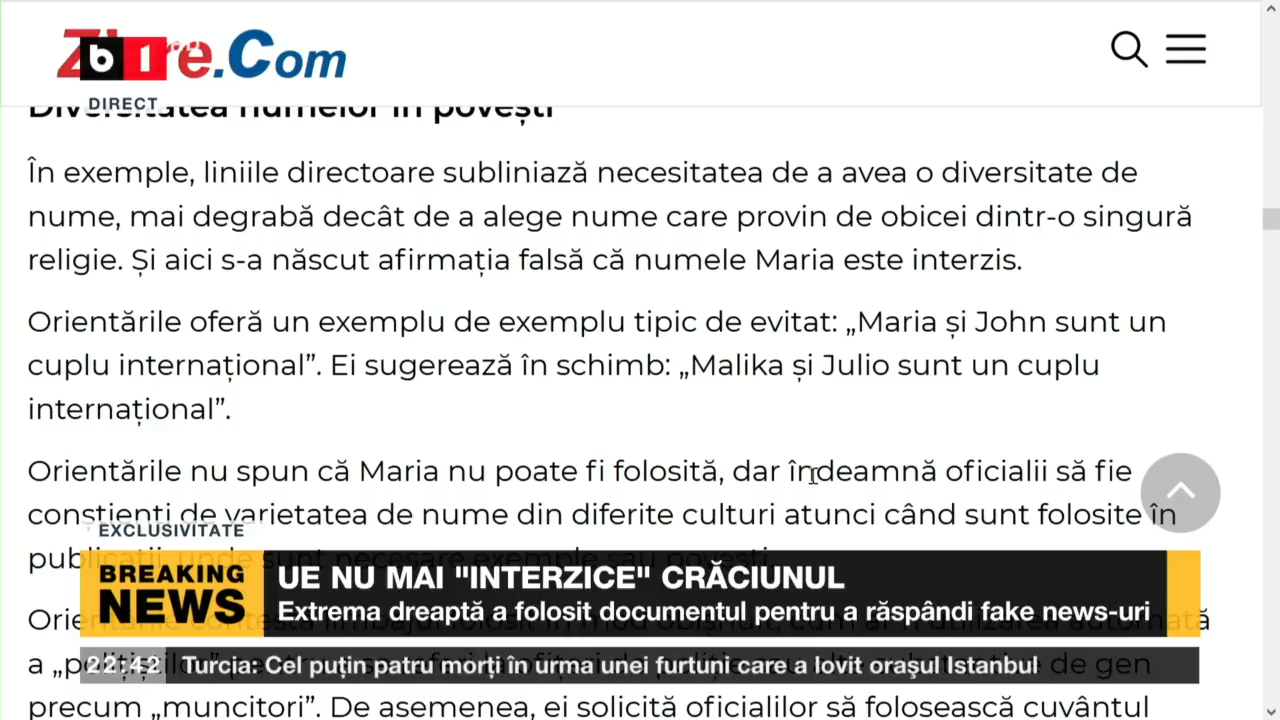 b1
.Com
DIRECT
Diversitatea numelor în povești
În exemple, liniile directoare subliniază necesitatea de a avea o diversitate de
nume, mai degrabă decât de a alege nume care provin de obicei dintr-o singură
religie. Și aici s-a născut afirmația falsă că numele Maria este interzis.
Orientările oferă un exemplu de exemplu tipic de evitat: „Maria și John sunt un
cuplu internațional”. Ei sugerează în schimb: „Malika și Julio sunt un cuplu
internațional”.
Orientările nu spun că Maria nu poate fi folosită, dar îndeamnă oficialii să fie
conștienți de varietatea de nume din diferite culturi atunci când sunt folosite în
EXCLUSIVITATE
publicații, unde sunt necesare exemple sau povești.
BREAKING
NEWS
UE NU MAI "INTERZICE" CRĂCIUNUL
Extrema dreaptă a folosit documentul pentru a răspândi fake news-uri
22:42 Turcia: Cel puțin patru morți în urma unei furtuni care a lovit orașul Istanbul
de gen
precum „muncitori”. De asemenea, ei solicită oficialilor să folosească cuvântul